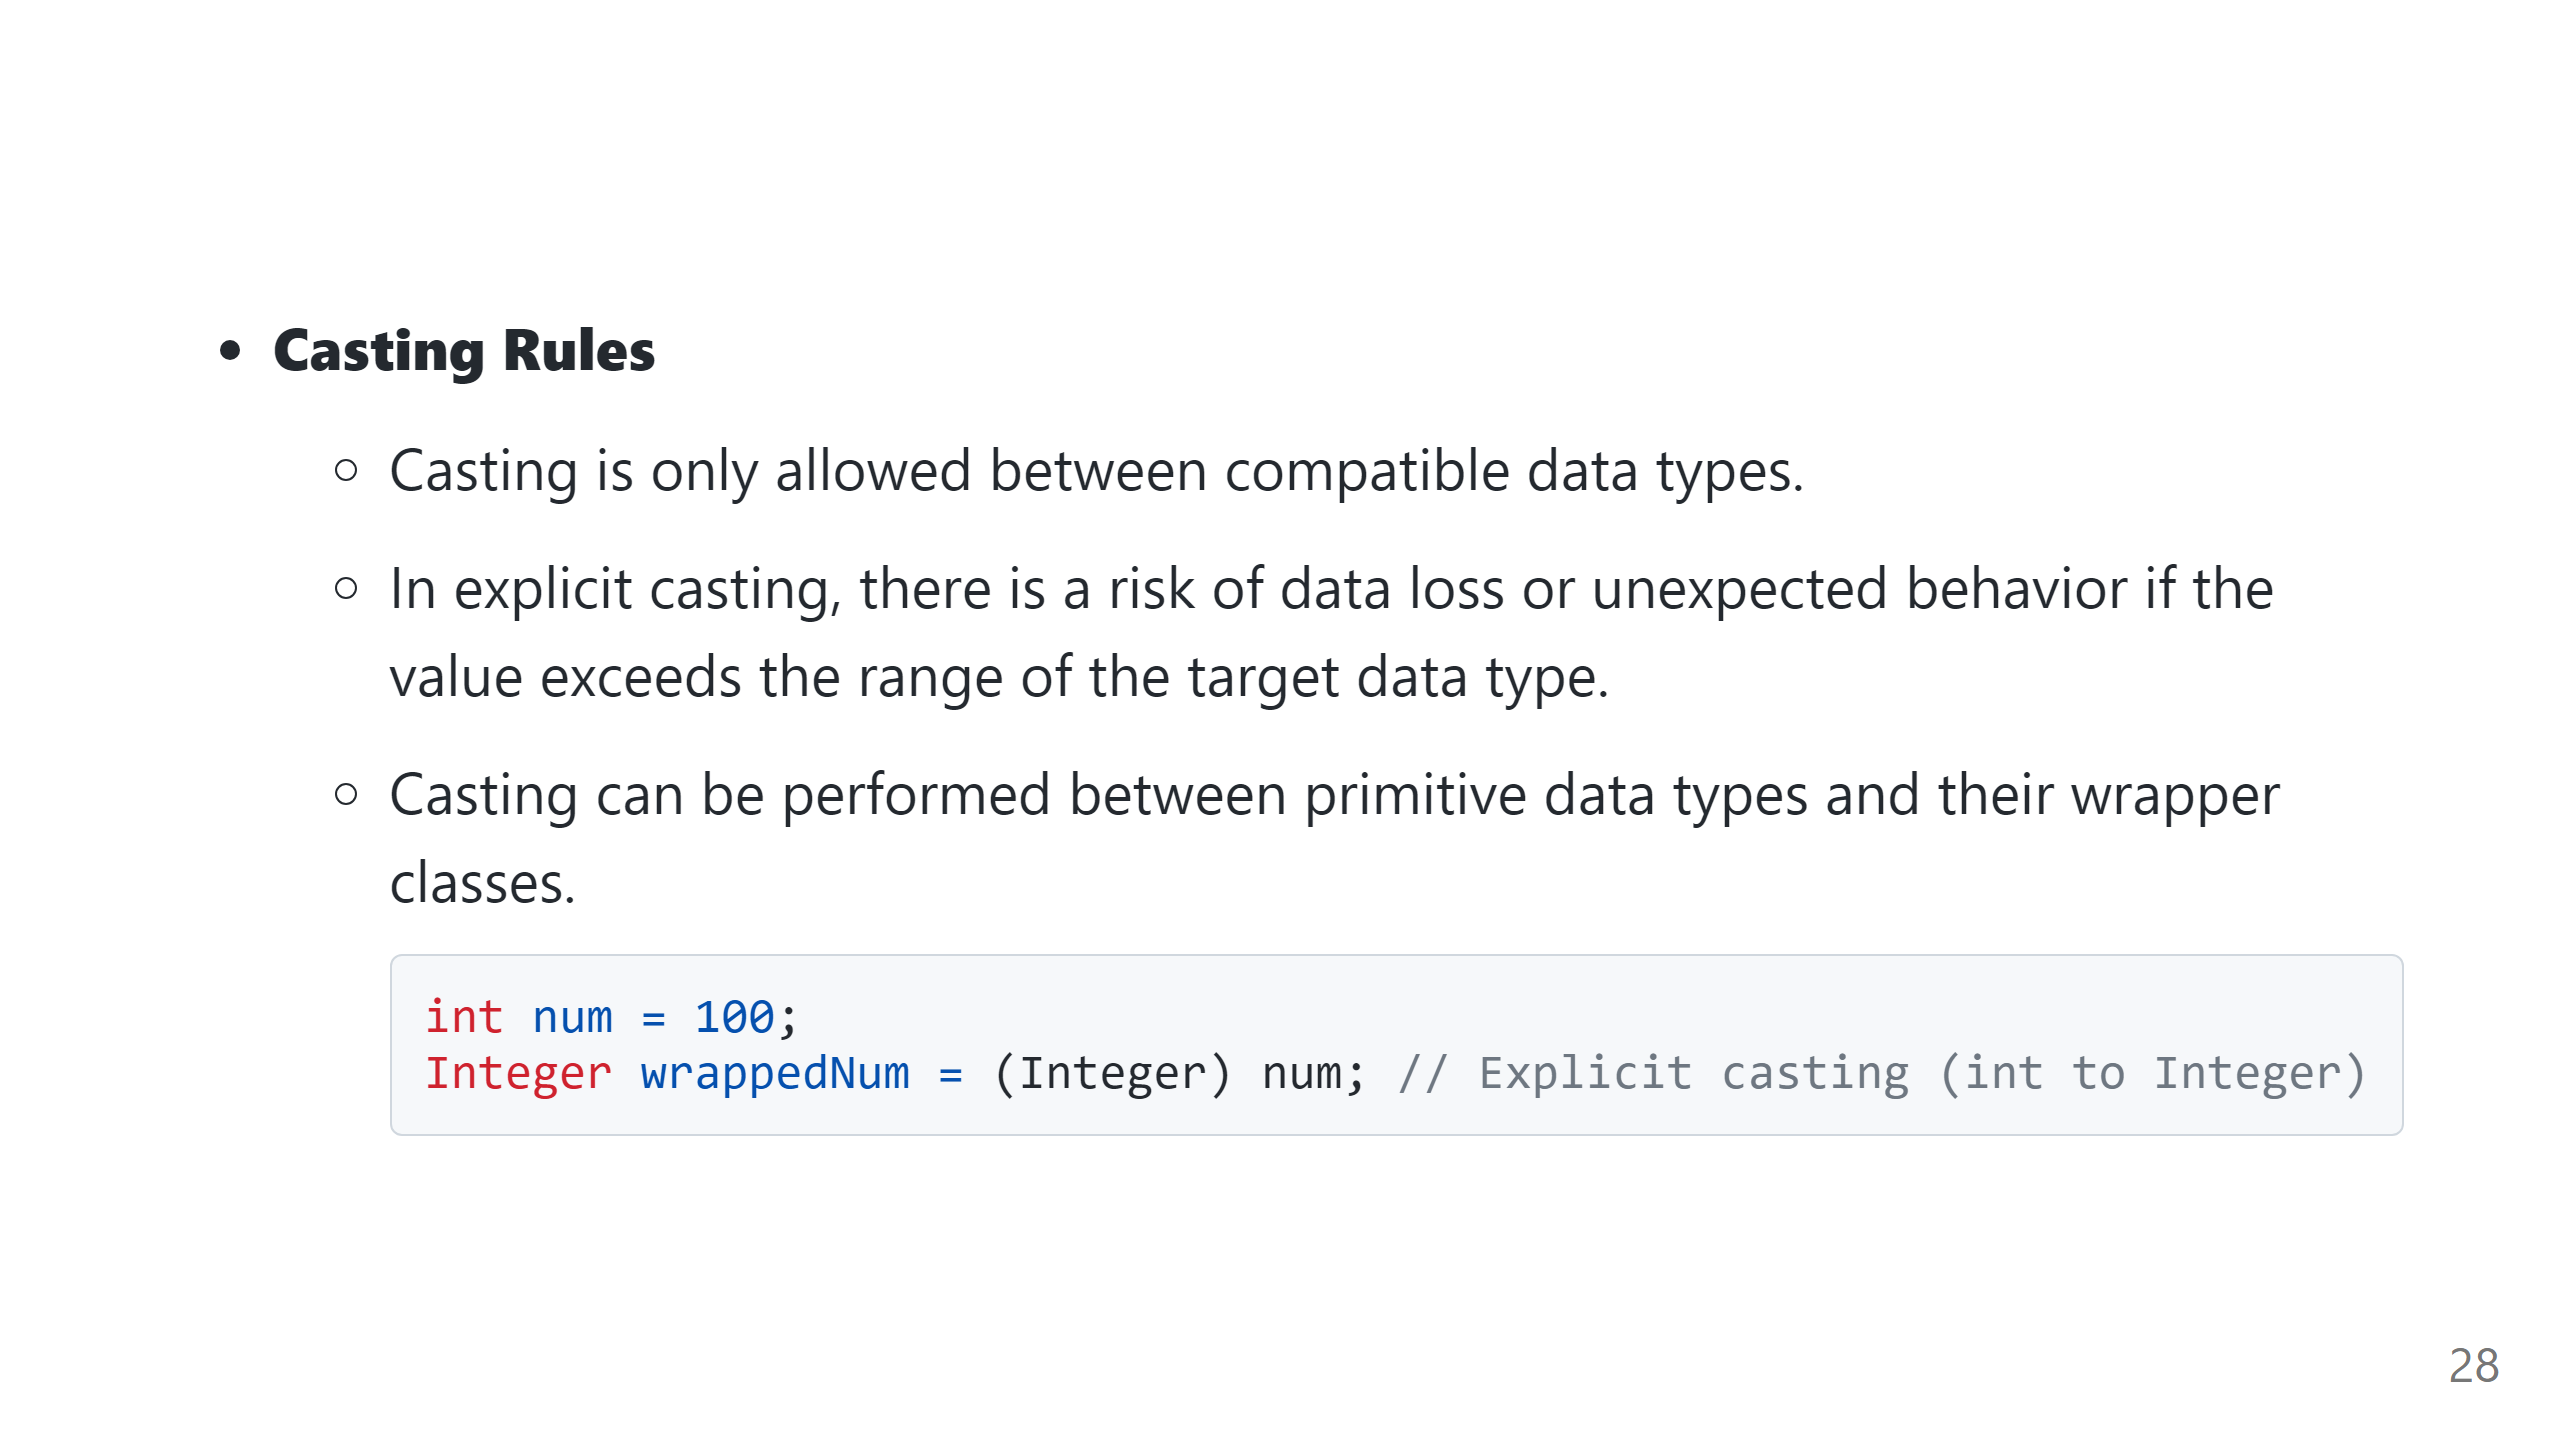 • Casting Rules
○ Casting is only allowed between compatible data types.
○ In explicit casting, there is a risk of data loss or unexpected behavior if the
value exceeds the range of the target data type.
○ Casting can be performed between primitive data types and their wrapper
classes.
int num = 100;
Integer wrappedNum = (Integer) num; // Explicit casting (int to Integer)
28